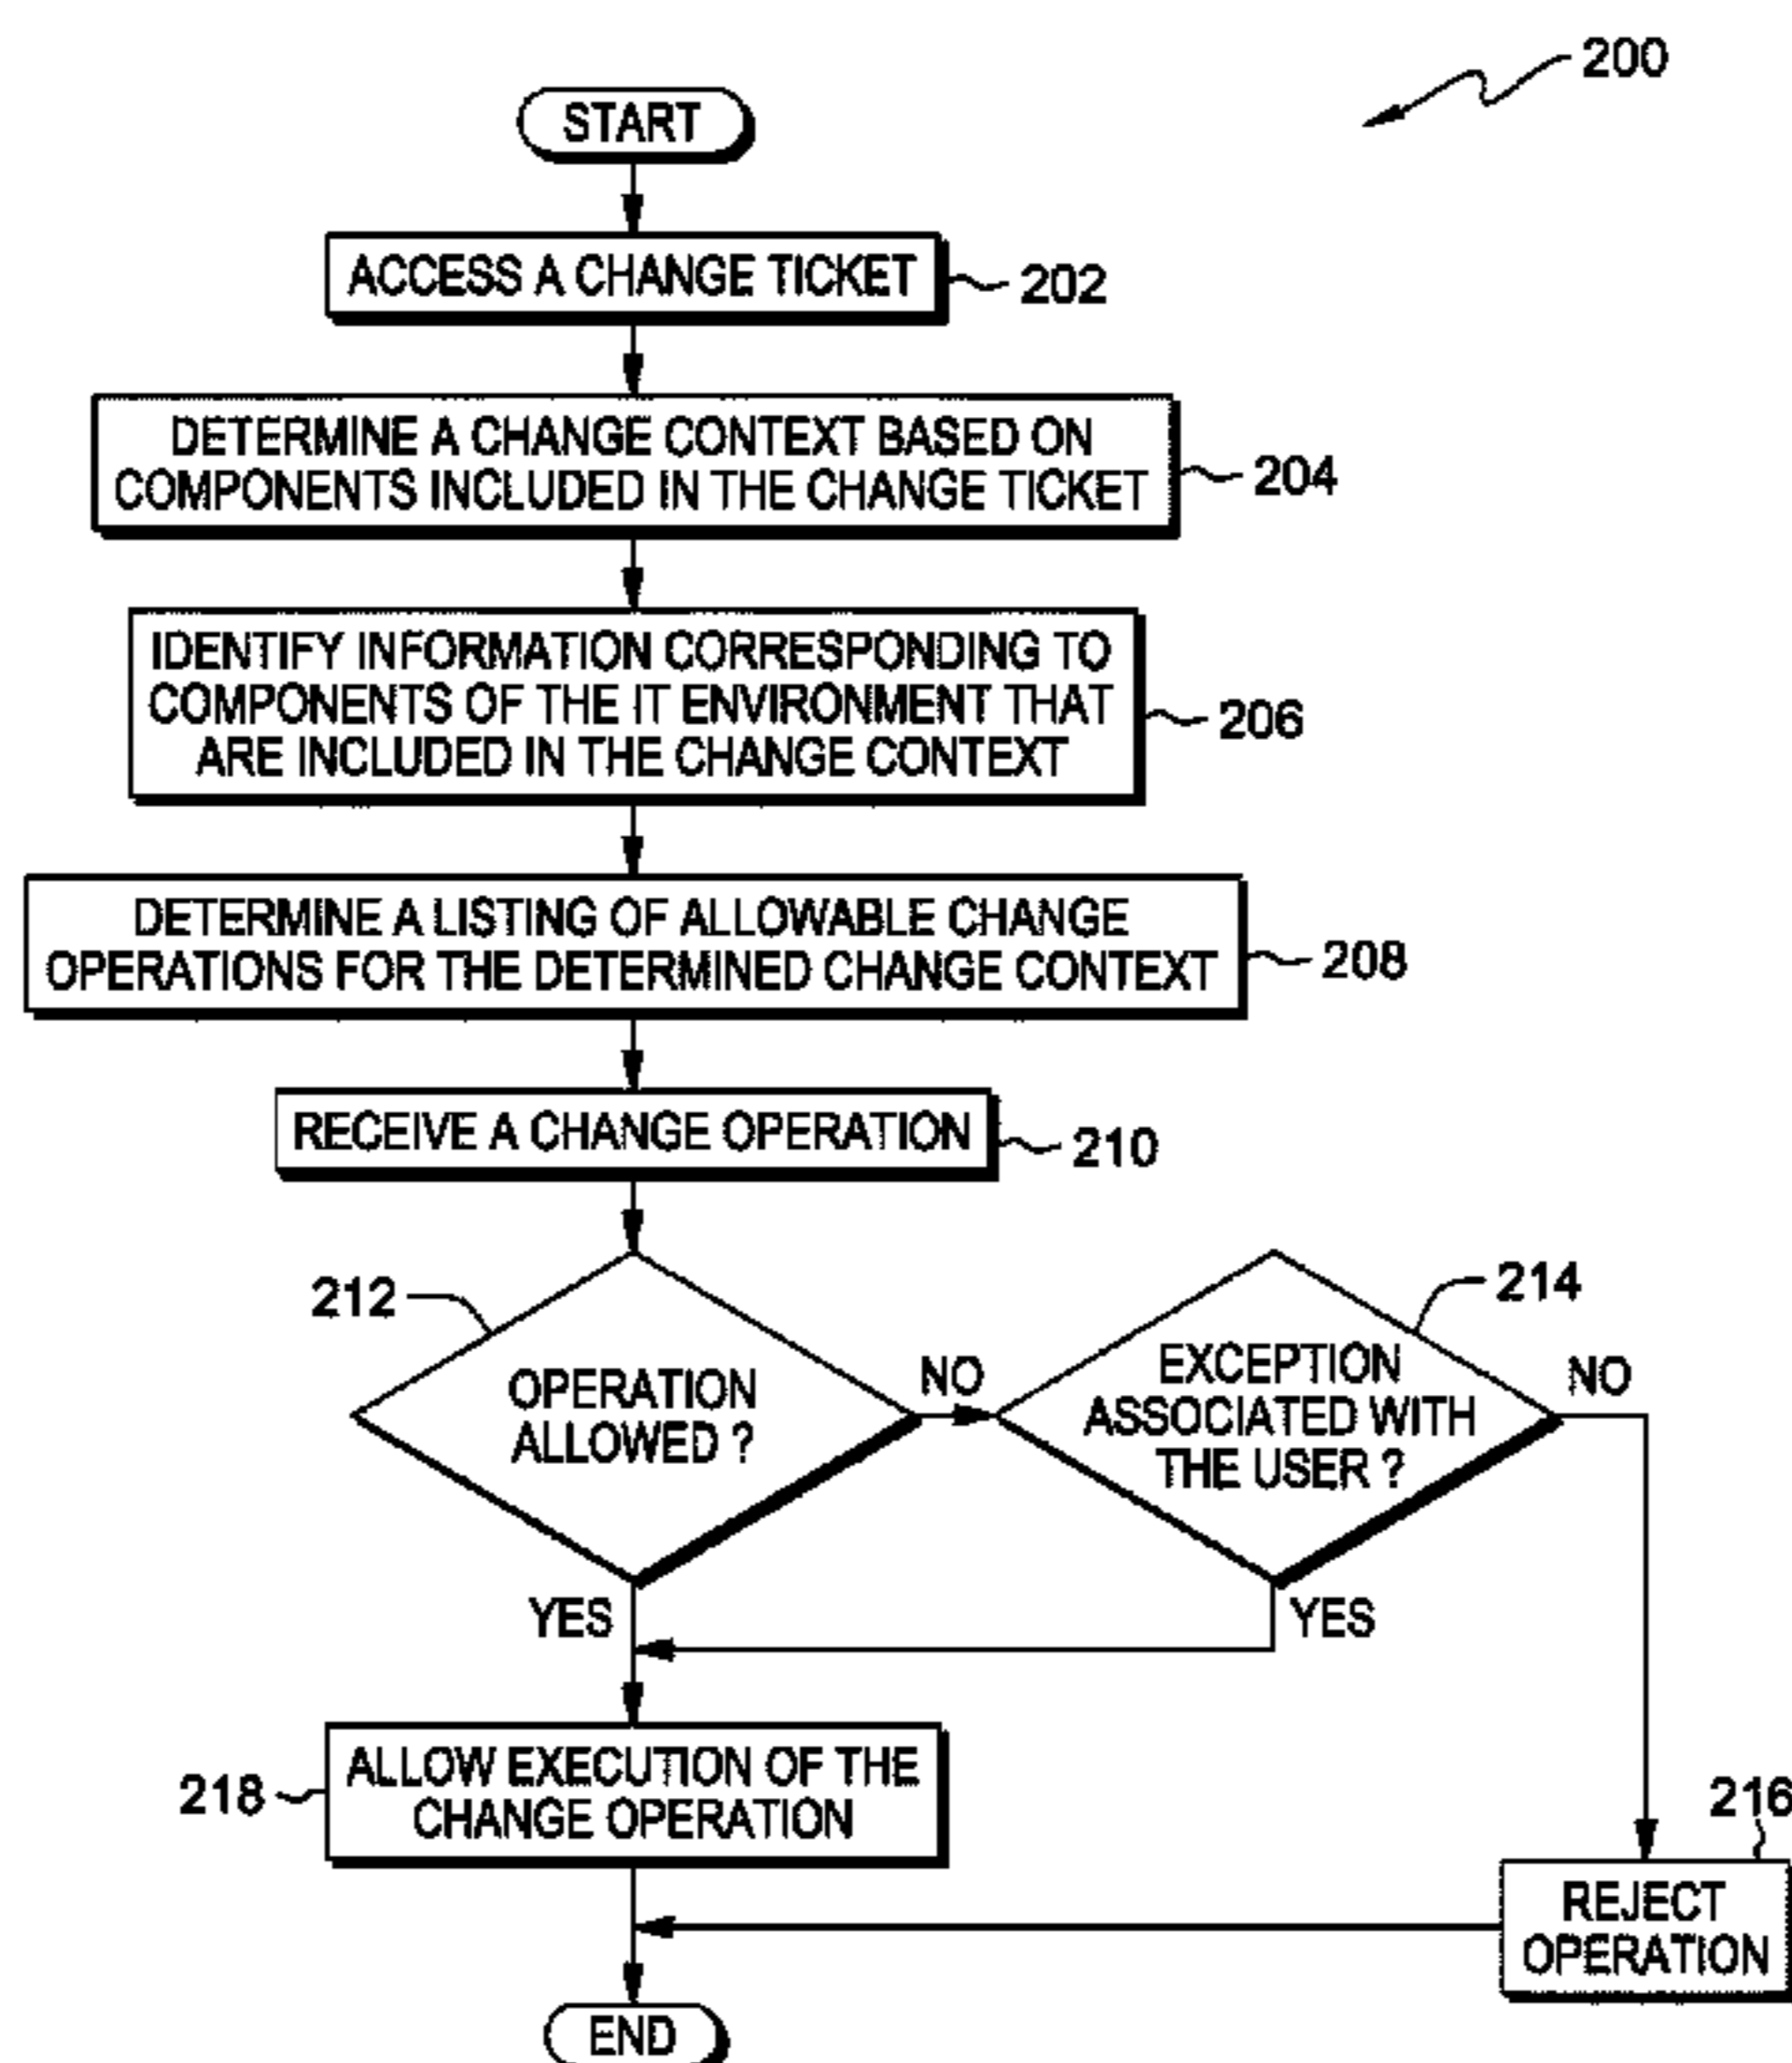 200
START
ACCESS A CHANGE TICKET
202
DETERMINE A CHANGE CONTEXT BASED ON
COMPONENTS INCLUDED IN THE CHANGE TICKET
204
IDENTIFY INFORMATION CORRESPONDING TO
COMPONENTS OF THE IT ENVIRONMENT THAT
ARE INCLUDED IN THE CHANGE CONTEXT
206
DETERMINE A LISTING OF ALLOWABLE CHANGE
OPERATIONS FOR THE DETERMINED CHANGE CONTEXT
208
RECEIVE A CHANGE OPERATION
210
212
OPERATION
ALLOWED ?
NO
YES
214
EXCEPTION
ASSOCIATED WITH
THE USER ?
NO
YES
218
ALLOW EXECUTION OF THE
CHANGE OPERATION
216
REJECT
OPERATION
END